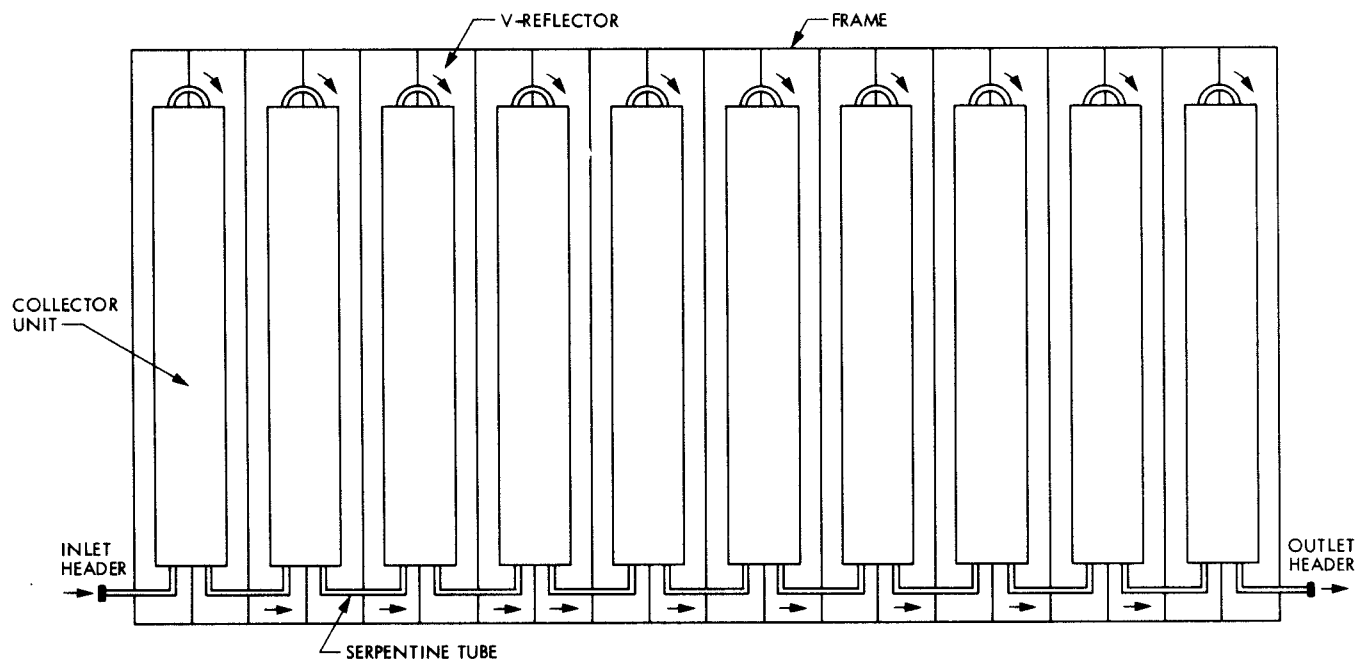 V-REFLECTOR
FRAME
COLLECTOR
UNIT
INLET
HEADER
OUTLET
HEADER
SERPENTINE TUBE